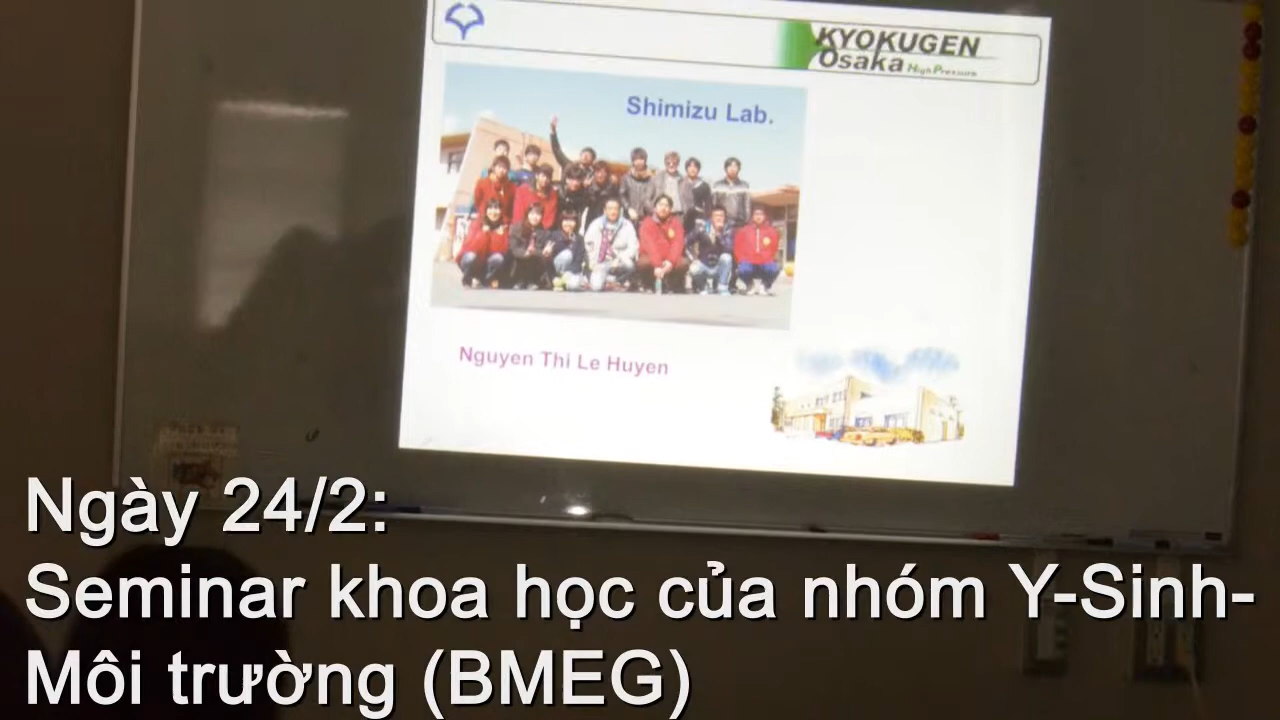 KYOKUGEN
Osaka High Pressure
Shimizu Lab.
Nguyen Thi Le Huyen
Ngày 24/2:
Seminar khoa học của nhóm Y-Sinh-
Môi trường (BMEG)